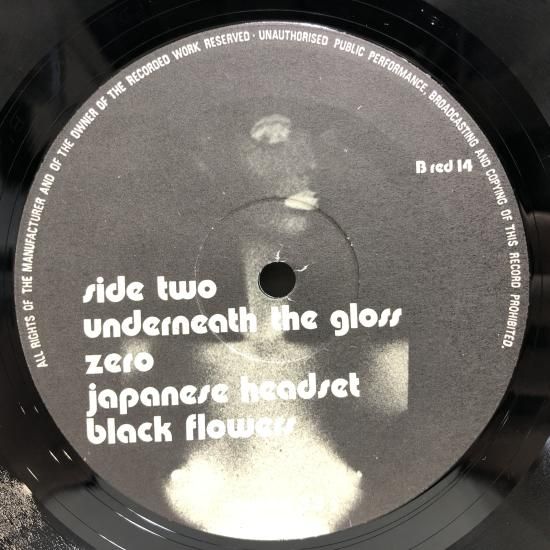 ALL RIGHTS OF THE MANUFACTURER AND OF THE OWNER OF THE RECORDED WORK RESERVED · UNAUTHORISED PUBLIC PERFORMANCE, BROADCASTING AND COPYING OF THIS RECORD PROHIBITED.
B red 14
side two
underneath the gloss
zero
japanese headset
black flowers